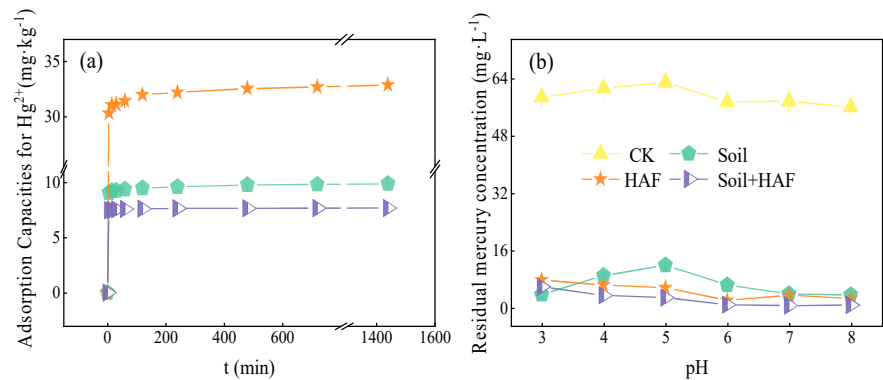 (a)
Adsorption Capacities for Hg²⁺(mg·kg⁻¹)
35
30
10
5
0
0
200
400
600
1400
1600
t (min)
(b)
Residual mercury concentration (mg·L⁻¹)
64
48
32
16
0
CK
Soil
HAF
Soil+HAF
3
4
5
6
7
8
pH